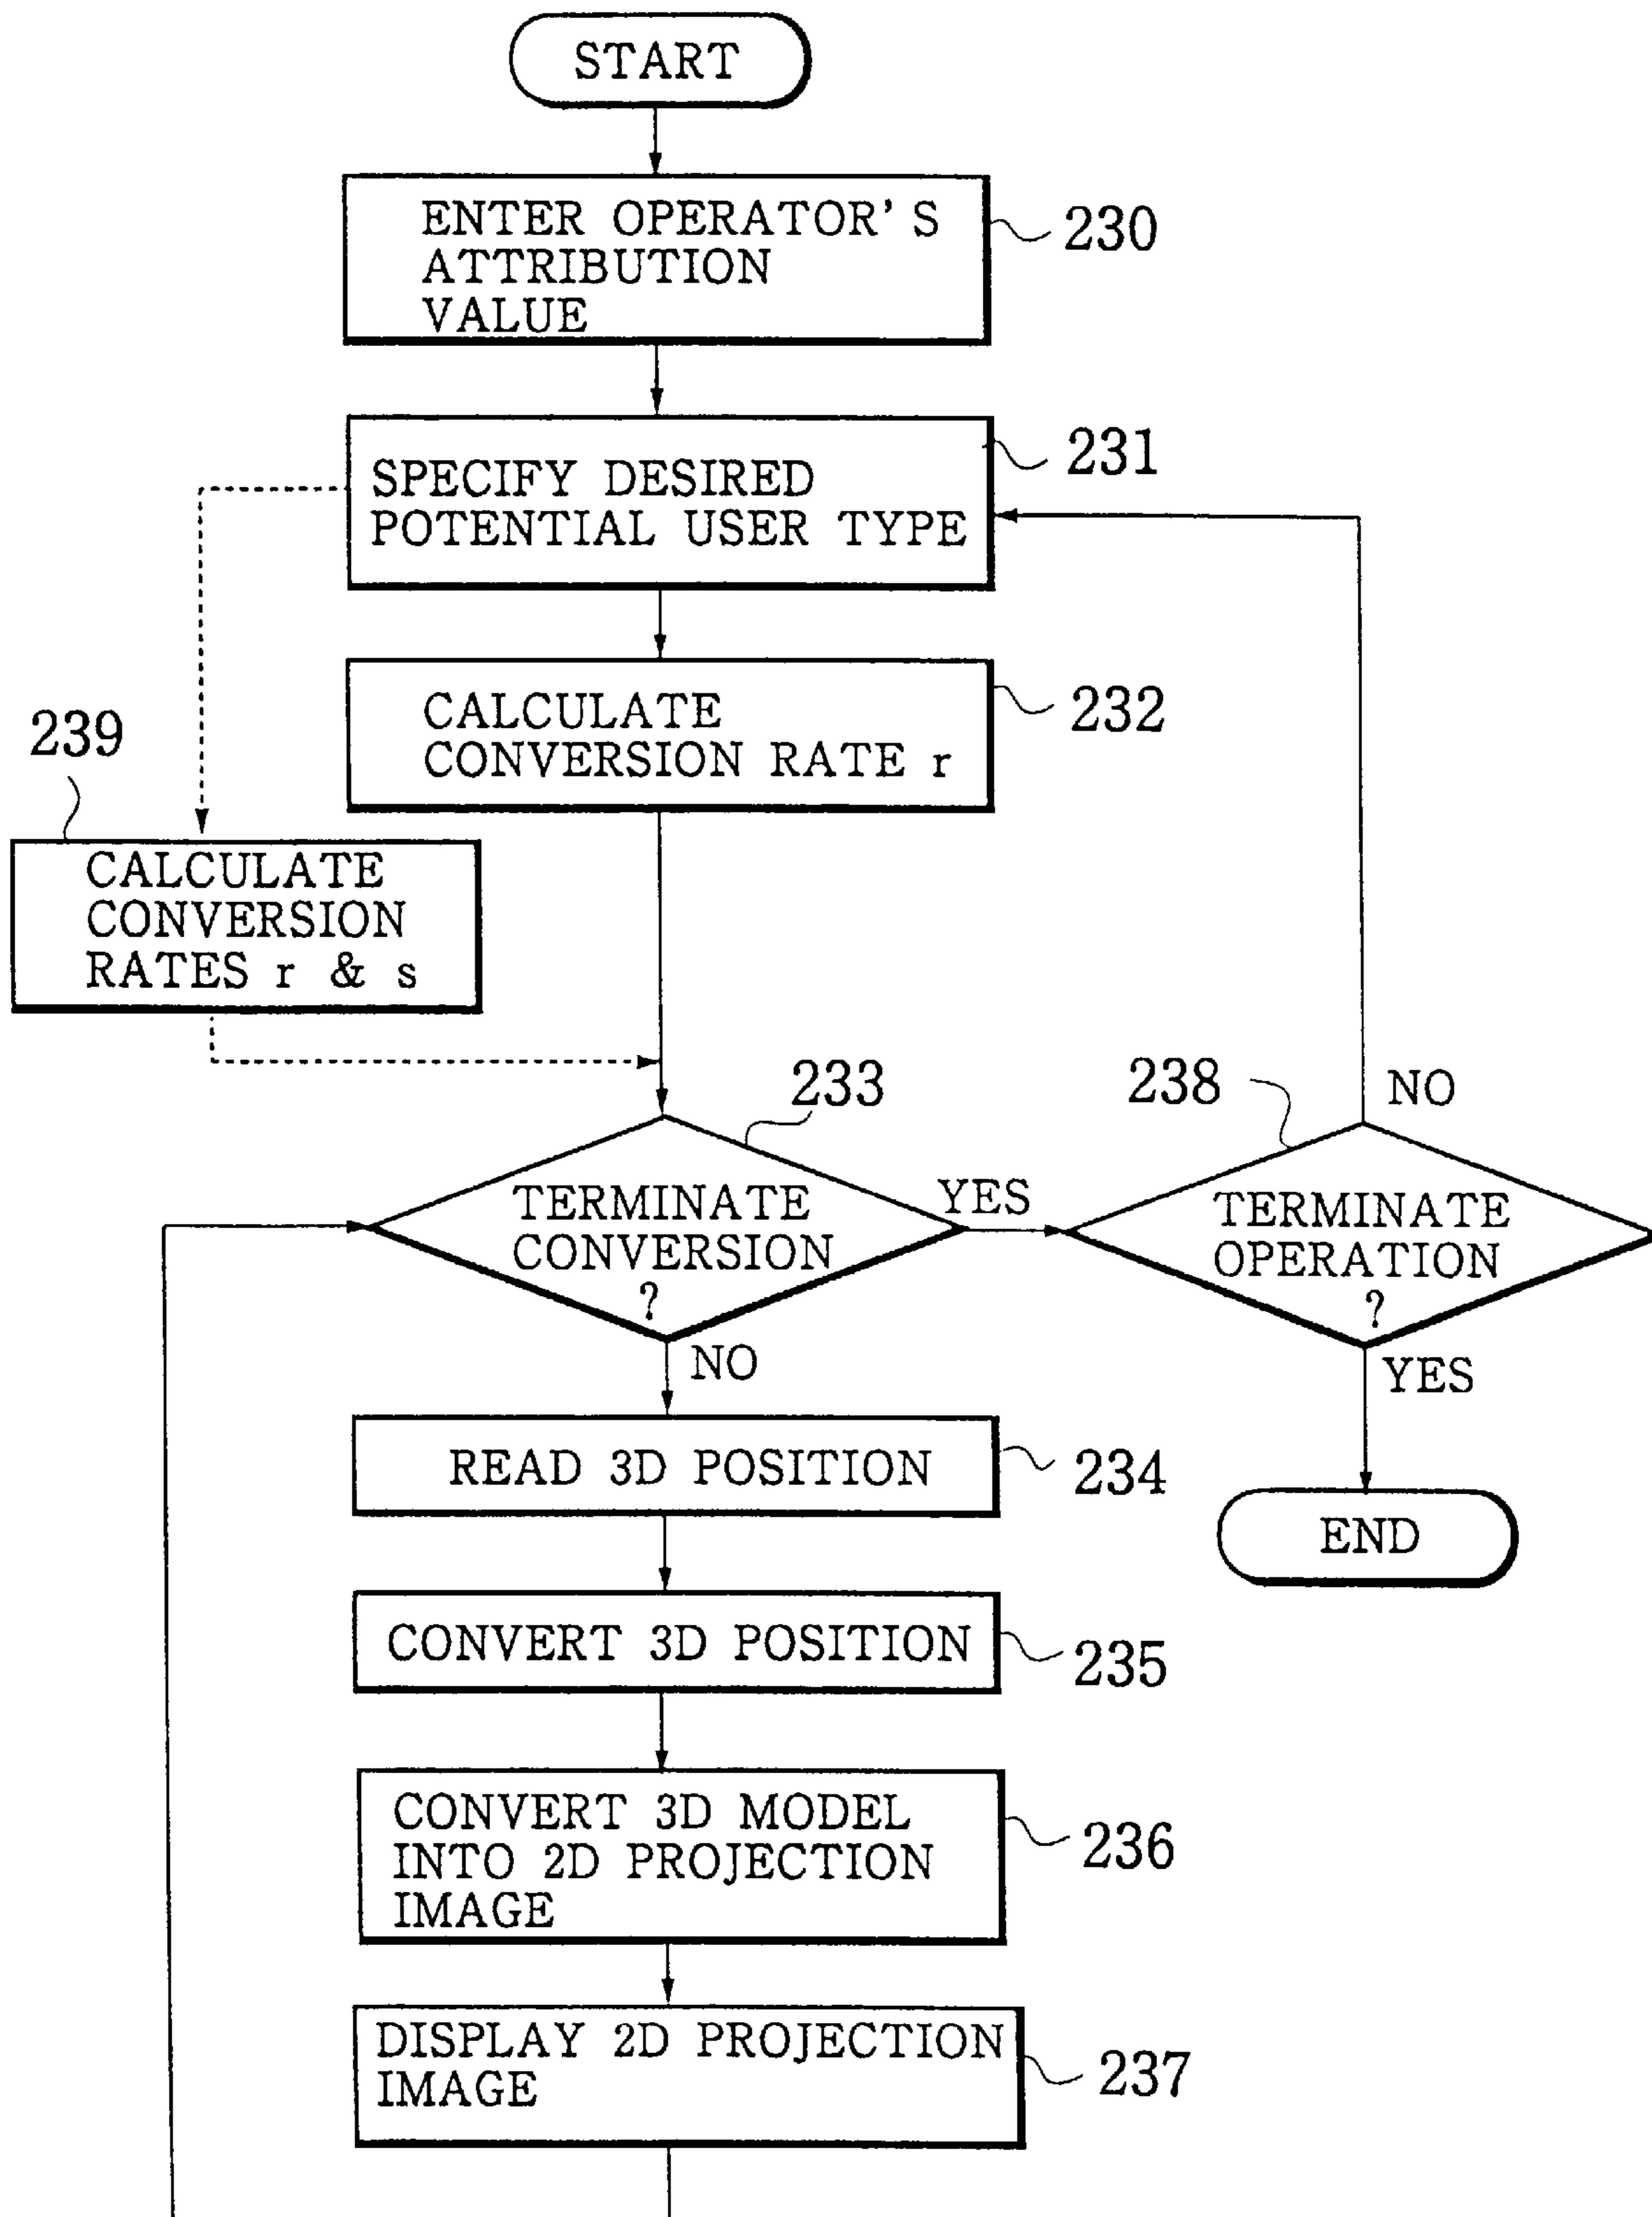 START
ENTER OPERATOR'S
ATTRIBUTION
VALUE
230
SPECIFY DESIRED
POTENTIAL USER TYPE
231
CALCULATE
CONVERSION RATE r
232
239
CALCULATE
CONVERSION
RATES r & s
233
TERMINATE
CONVERSION
?
YES
NO
238
NO
TERMINATE
OPERATION
?
YES
READ 3D POSITION
234
END
CONVERT 3D POSITION
235
CONVERT 3D MODEL
INTO 2D PROJECTION
IMAGE
236
DISPLAY 2D PROJECTION
IMAGE
237